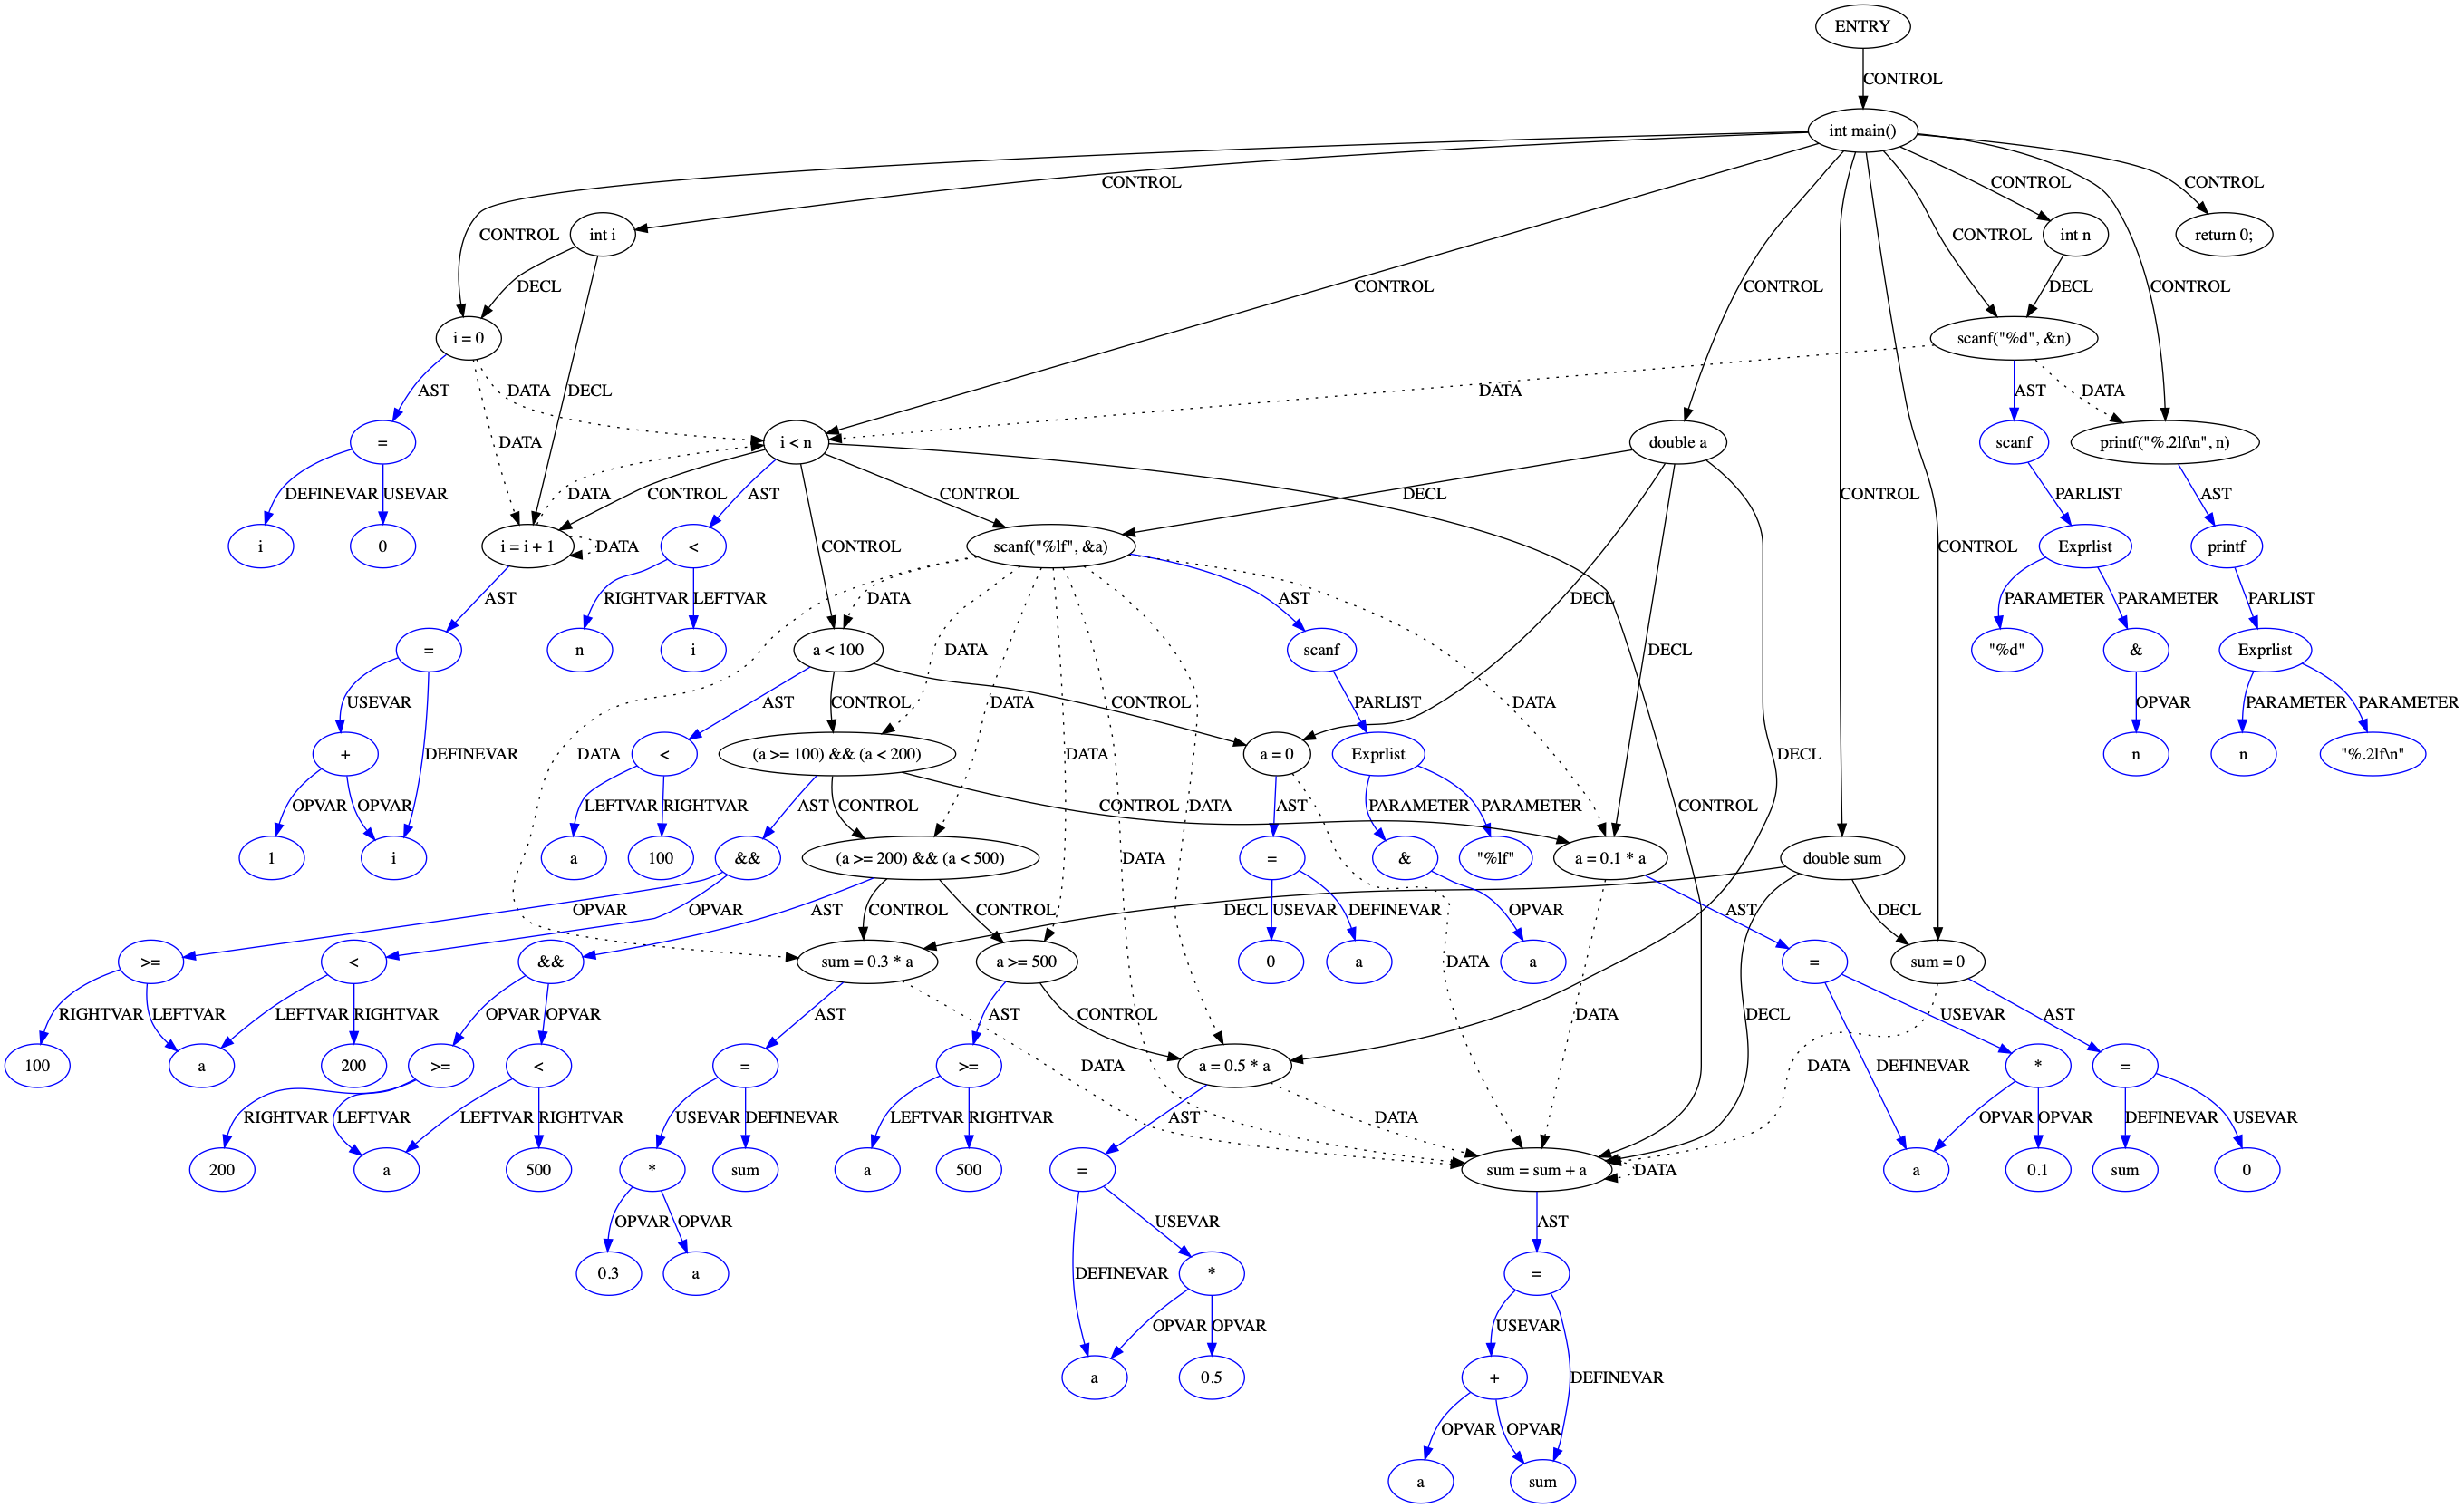 ENTRY
CONTROL
int main()
CONTROL
CONTROL
CONTROL
CONTROL
int i
CONTROL
int n
return 0;
DECL
CONTROL
CONTROL
DECL
CONTROL
i = 0
scanf("%d", &n)
AST
DATA
DECL
DATA
AST
DATA
=
DATA
i < n
double a
scanf
printf("%.2lf\n", n)
DEFINEVAR
USEVAR
DATA
CONTROL
AST
CONTROL
DECL
CONTROL
PARLIST
AST
i
0
i = i + 1
DATA
<
CONTROL
scanf("%lf", &a)
CONTROL
Exprlist
printf
AST
RIGHTVAR
LEFTVAR
DATA
AST
DECL
PARAMETER
PARAMETER
PARLIST
=
n
i
a < 100
DATA
scanf
DECL
"%d"
&
Exprlist
USEVAR
AST
CONTROL
CONTROL
DATA
PARLIST
DATA
OPVAR
PARAMETER
PARAMETER
+
DEFINEVAR
<
DATA
(a >= 100) && (a < 200)
DATA
a = 0
Exprlist
DECL
n
n
"%.2lf\n"
OPVAR
OPVAR
LEFTVAR
RIGHTVAR
AST
CONTROL
CONTROL
DATA
AST
PARAMETER
PARAMETER
CONTROL
1
i
a
100
&&
(a >= 200) && (a < 500)
DATA
=
&
"%lf"
a = 0.1 * a
double sum
OPVAR
OPVAR
AST
CONTROL
CONTROL
DECL
USEVAR
DEFINEVAR
OPVAR
AST
DECL
>=
<
&&
sum = 0.3 * a
a >= 500
0
a
DATA
a
=
sum = 0
RIGHTVAR
LEFTVAR
LEFTVAR
RIGHTVAR
OPVAR
OPVAR
AST
AST
CONTROL
DATA
DECL
USEVAR
AST
100
a
200
>=
<
DATA
=
>=
a = 0.5 * a
DEFINEVAR
DATA
*
=
RIGHTVAR
LEFTVAR
LEFTVAR
RIGHTVAR
USEVAR
DEFINEVAR
LEFTVAR
RIGHTVAR
AST
DATA
OPVAR
OPVAR
DEFINEVAR
USEVAR
200
a
500
*
sum
a
500
=
sum = sum + a
DATA
a
0.1
sum
0
OPVAR
OPVAR
USEVAR
AST
0.3
a
DEFINEVAR
*
=
OPVAR
OPVAR
USEVAR
a
0.5
+
DEFINEVAR
OPVAR
OPVAR
a
sum